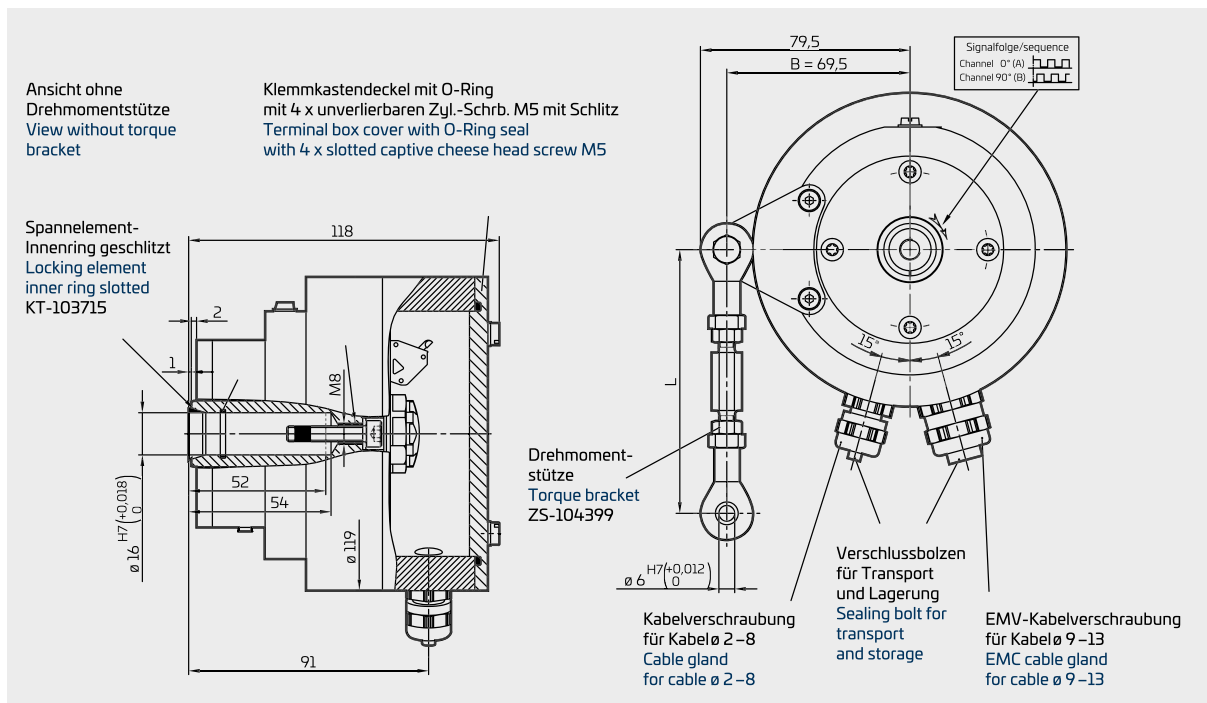 Ansicht ohne
Drehmomentstütze
View without torque
bracket
Klemmkastendeckel mit O-Ring
mit 4 x unverlierbaren Zyl.-Schrb. M5 mit Schlitz
Terminal box cover with O-Ring seal
with 4 x slotted captive cheese head screw M5
79,5
B = 69,5
Signalfolge/sequence
Channel 0° (A)
Channel 90° (B)
Spannelement-
Innenring geschlitzt
Locking element
inner ring slotted
KT-103715
118
2
1
M8
52
54
ø 16 H7 (+0,018)
0
ø 119
91
15°
15°
L
Drehmoment-
stütze
Torque bracket
ZS-104399
ø 6 H7 (+0,012)
0
Kabelverschraubung
für Kabel ø 2–8
Cable gland
for cable ø 2–8
Verschlussbolzen
für Transport
und Lagerung
Sealing bolt for
transport
and storage
EMV-Kabelverschraubung
für Kabel ø 9–13
EMC cable gland
for cable ø 9–13